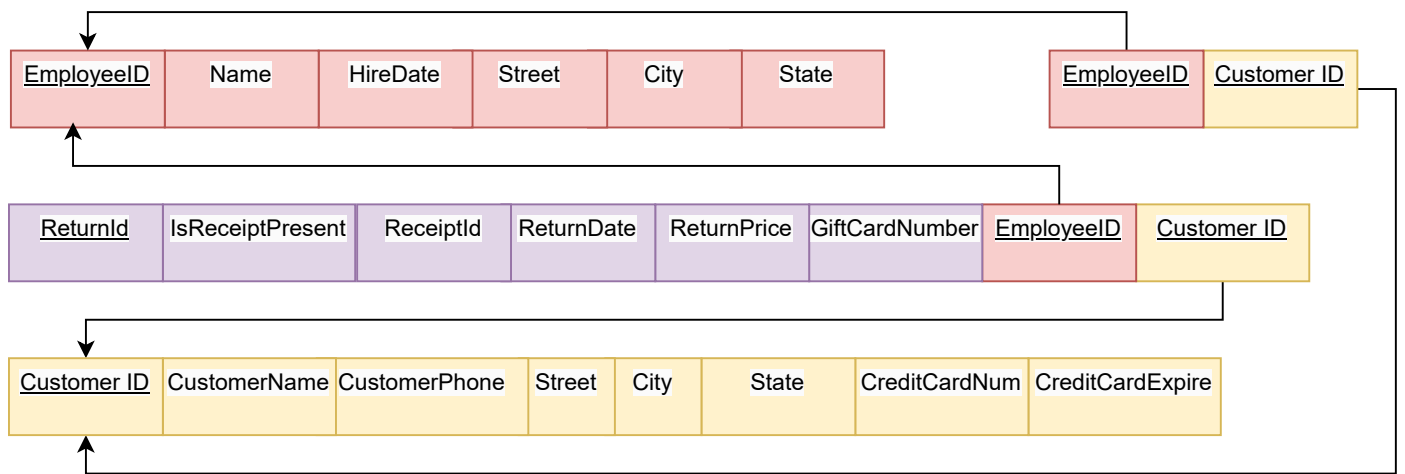 EmployeeID Name HireDate Street City State EmployeeID Customer ID
ReturnId IsReceiptPresent ReceiptId ReturnDate ReturnPrice GiftCardNumber EmployeeID Customer ID
Customer ID CustomerName CustomerPhone Street City State CreditCardNum CreditCardExpire